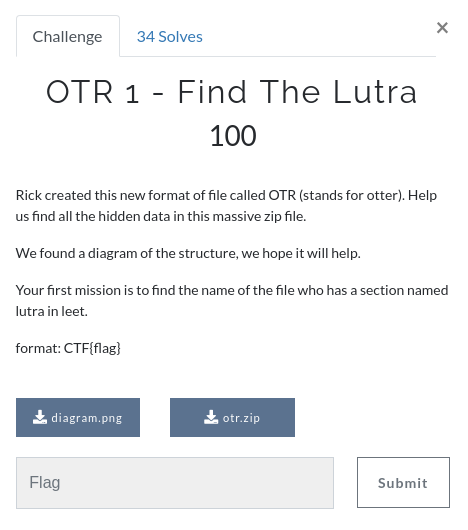 Challenge
34 Solves
×
OTR 1 - Find The Lutra
100
Rick created this new format of file called OTR (stands for otter). Help
us find all the hidden data in this massive zip file.
We found a diagram of the structure, we hope it will help.
Your first mission is to find the name of the file who has a section named
lutra in leet.
format: CTF{flag}
diagram.png
otr.zip
Flag
Submit